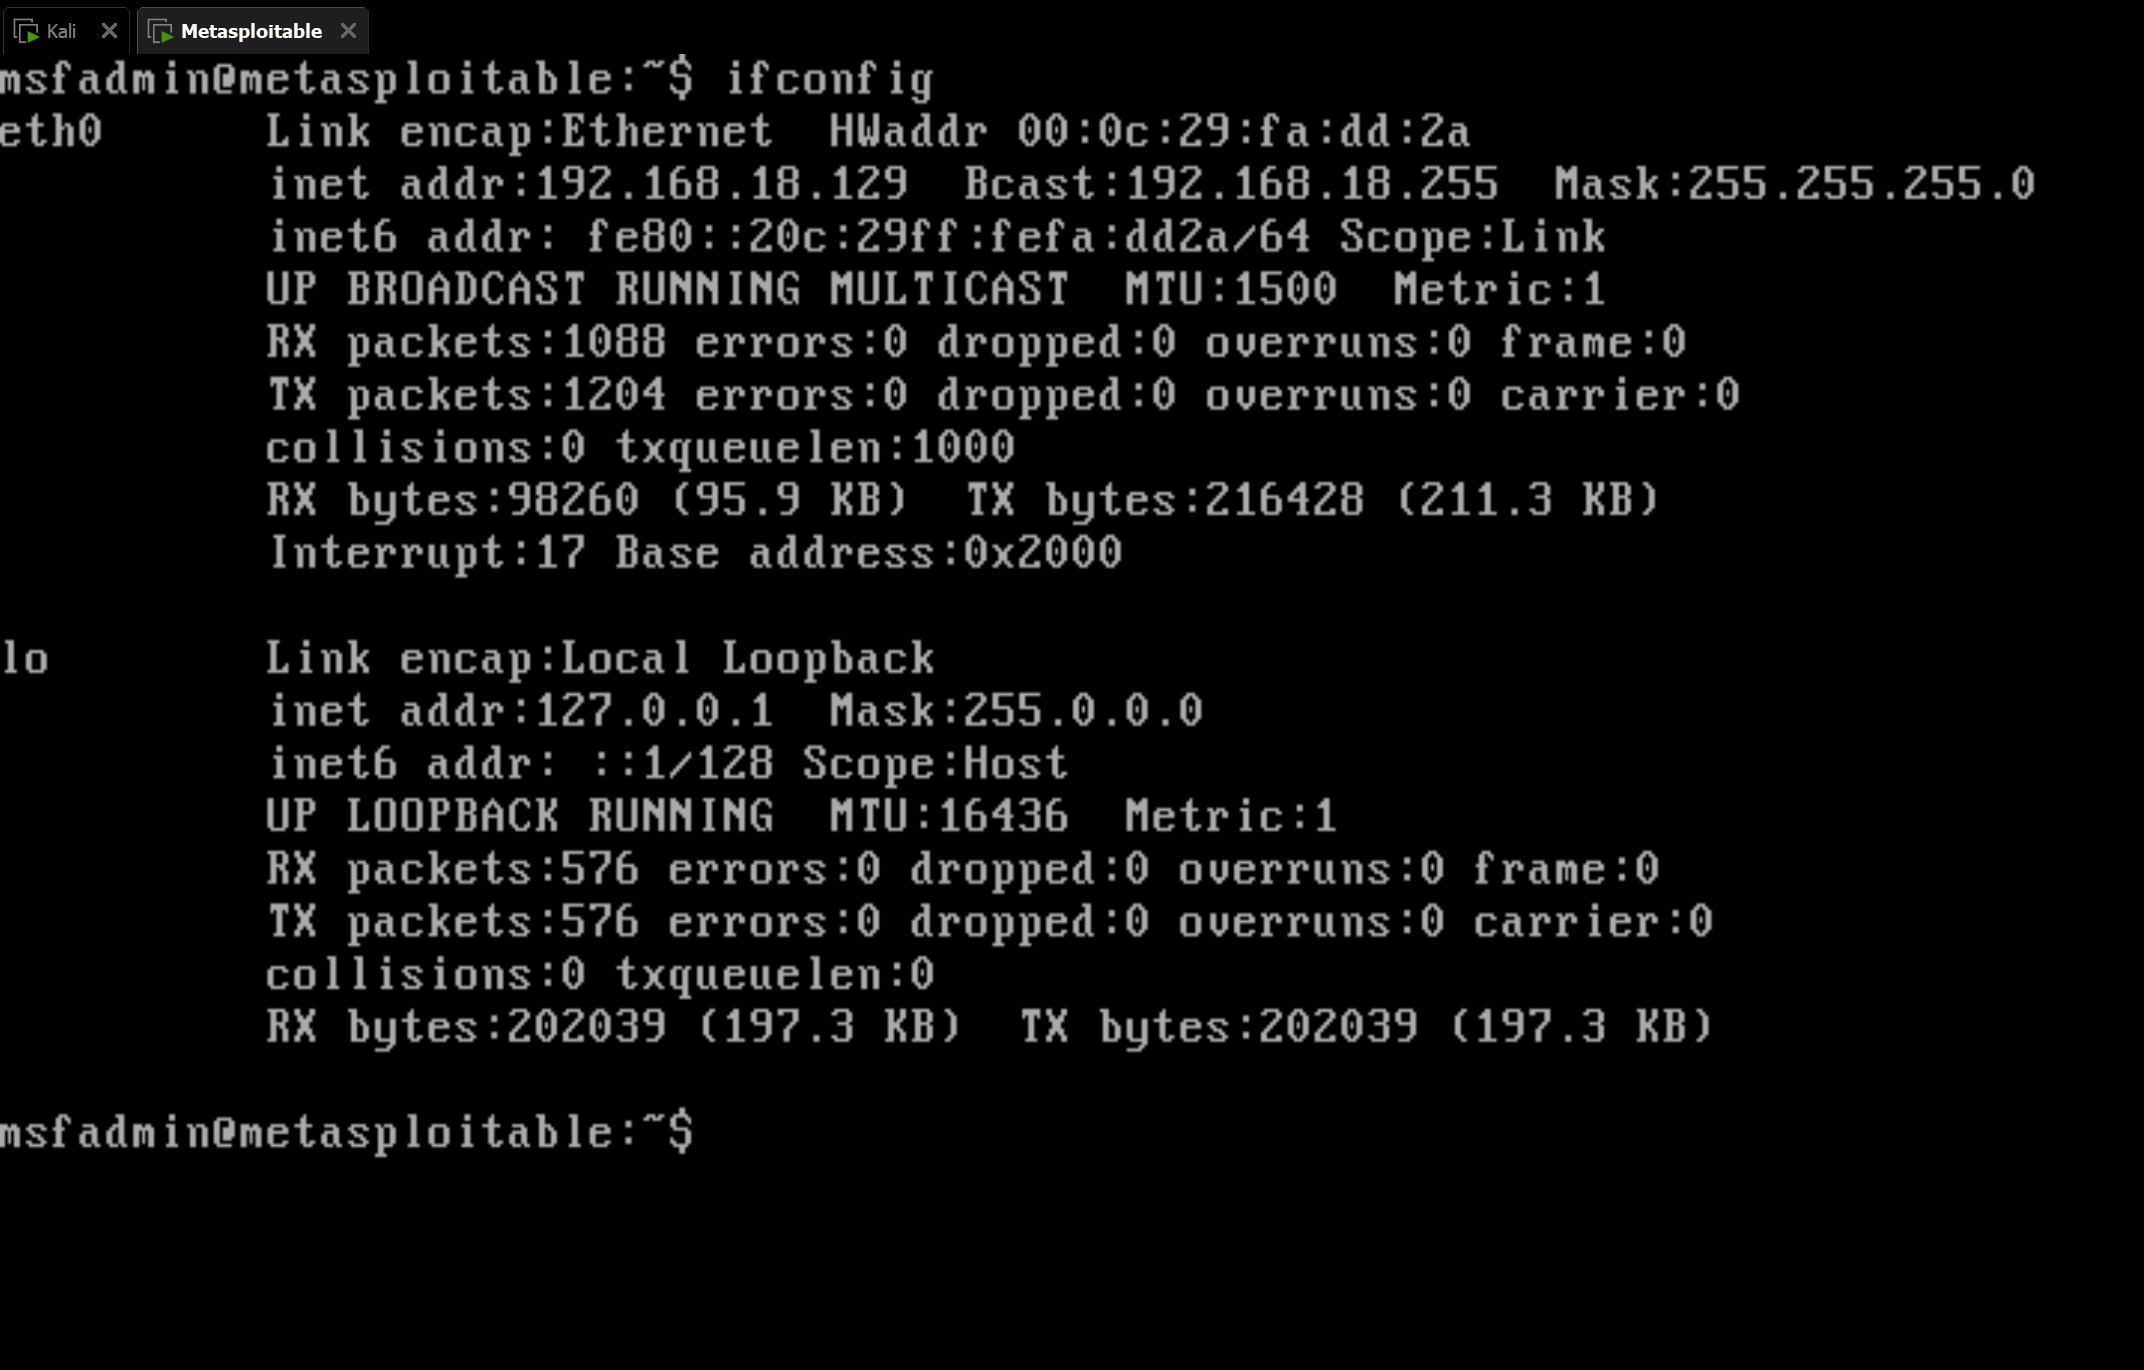 Kali Metasploitable
msfadmin@metasploitable:~$ ifconfig
eth0 Link encap:Ethernet HWaddr 00:0c:29:fa:dd:2a
inet addr:192.168.18.129 Bcast:192.168.18.255 Mask:255.255.255.0
inet6 addr: fe80::20c:29ff:fefa:dd2a/64 Scope:Link
UP BROADCAST RUNNING MULTICAST MTU:1500 Metric:1
RX packets:1088 errors:0 dropped:0 overruns:0 frame:0
TX packets:1204 errors:0 dropped:0 overruns:0 carrier:0
collisions:0 txqueuelen:1000
RX bytes:98260 (95.9 KB) TX bytes:216428 (211.3 KB)
Interrupt:17 Base address:0x2000
lo Link encap:Local Loopback
inet addr:127.0.0.1 Mask:255.0.0.0
inet6 addr: ::1/128 Scope:Host
UP LOOPBACK RUNNING MTU:16436 Metric:1
RX packets:576 errors:0 dropped:0 overruns:0 frame:0
TX packets:576 errors:0 dropped:0 overruns:0 carrier:0
collisions:0 txqueuelen:0
RX bytes:202039 (197.3 KB) TX bytes:202039 (197.3 KB)
msfadmin@metasploitable:~$